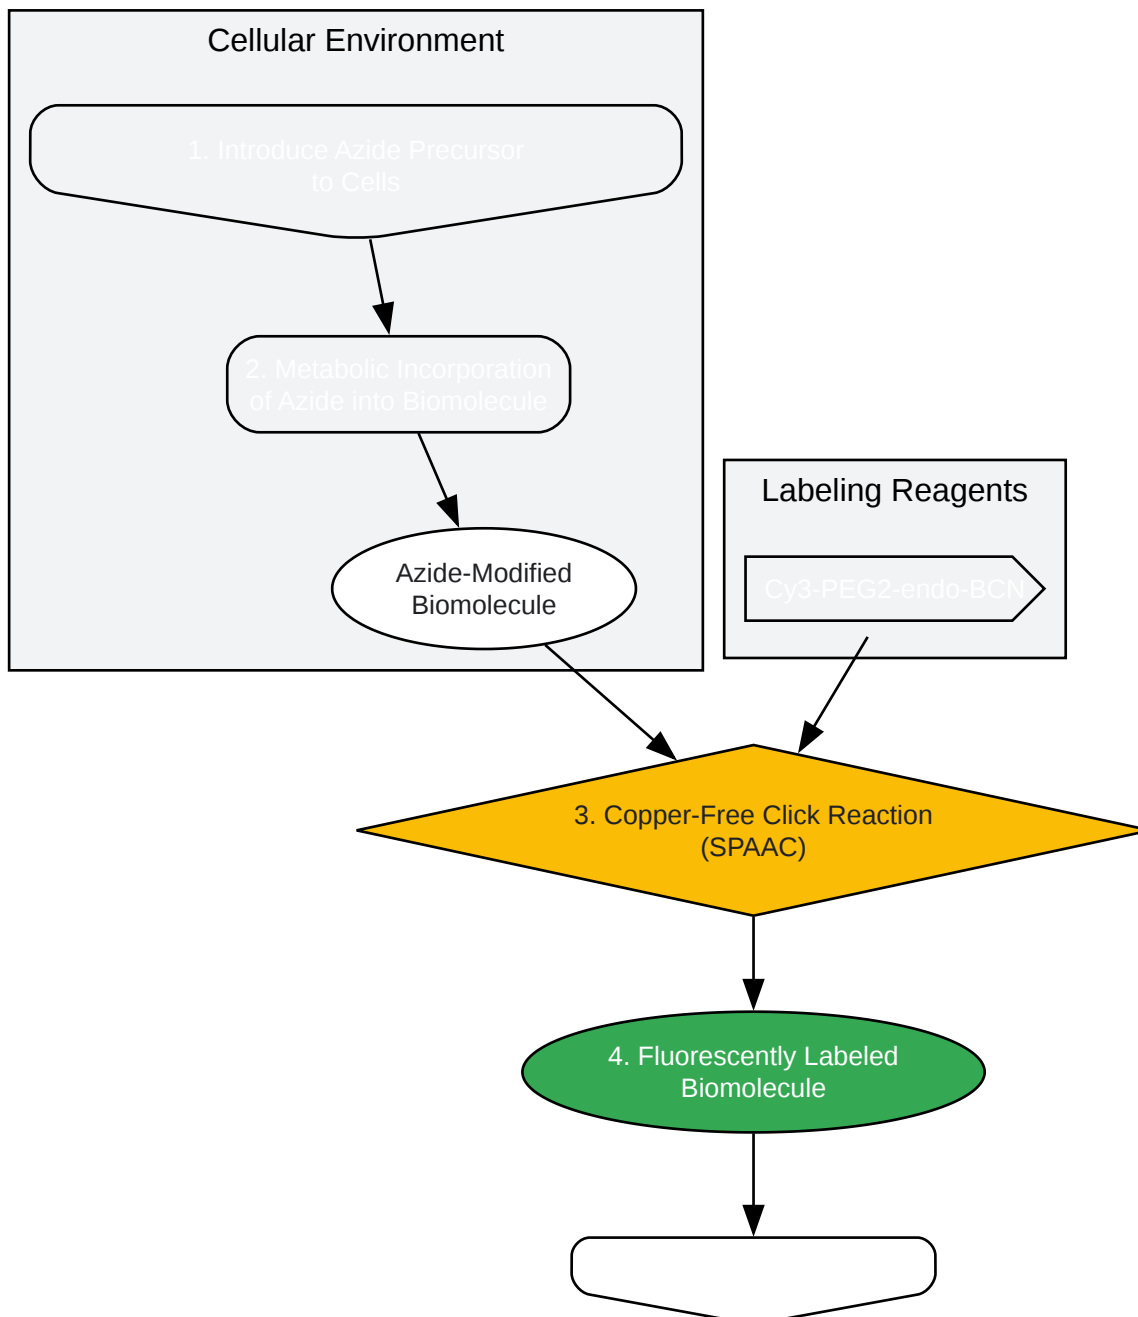 Cellular Environment
1. Introduce Azide Precursor
to Cells
2. Metabolic Incorporation
of Azide into Biomolecule
Azide-Modified
Biomolecule
Labeling Reagents
Cy3-PEG2-endo-BCN
3. Copper-Free Click Reaction
(SPAAC)
4. Fluorescently Labeled
Biomolecule